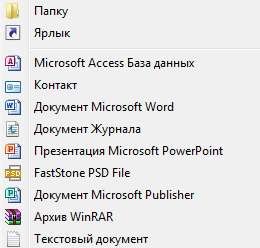 Папку
Ярлык
Microsoft Access База данных
Контакт
Документ Microsoft Word
Документ Журнала
Презентация Microsoft PowerPoint
FastStone PSD File
Документ Microsoft Publisher
Архив WinRAR
Текстовый документ